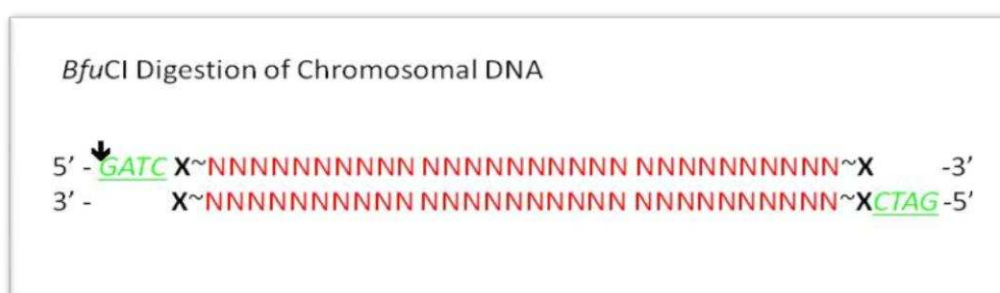 BfuCI Digestion of Chromosomal DNA
5' - GATC X~NNNNNNNNNN NNNNNNNNNN NNNNNNNNNN~X -3'
3' - X~NNNNNNNNNN NNNNNNNNNN NNNNNNNNNN~XCTAG -5'